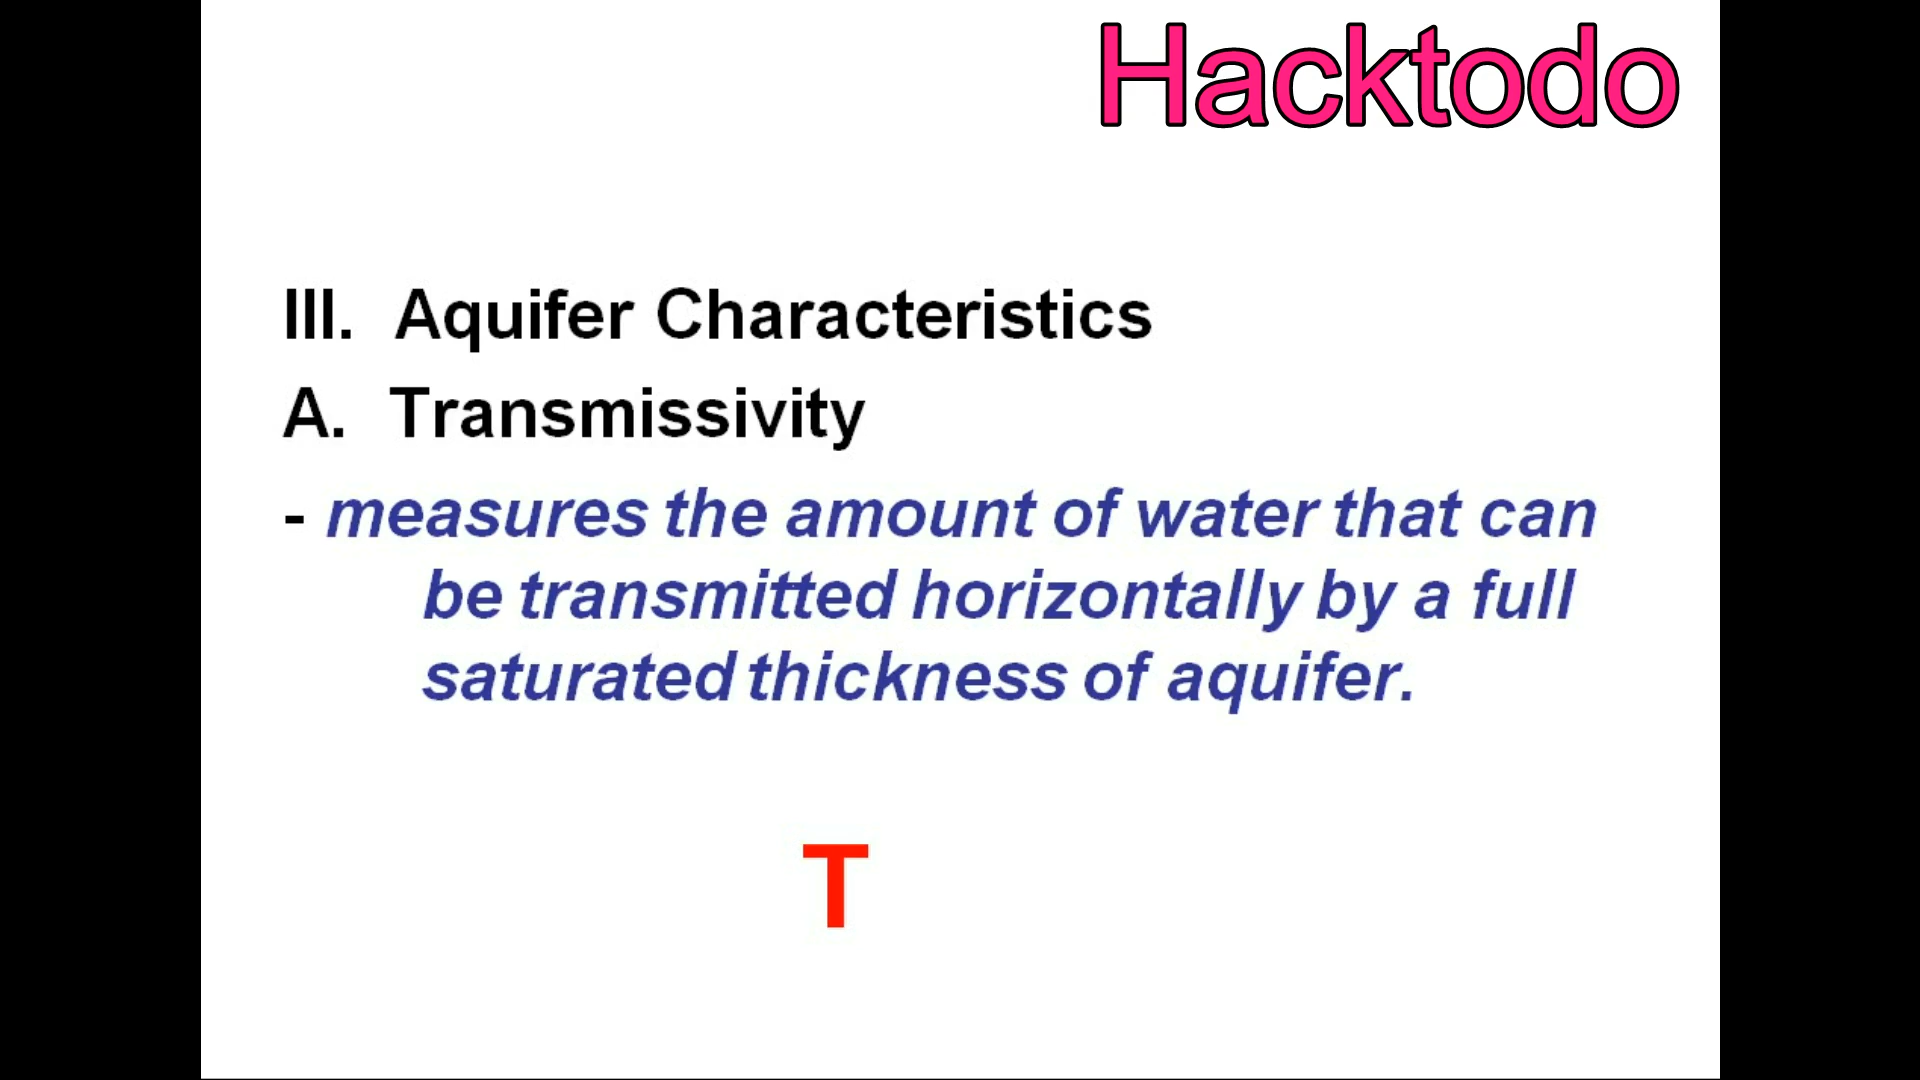 Hacktodo
III. Aquifer Characteristics
A. Transmissivity
- measures the amount of water that can
be transmitted horizontally by a full
saturated thickness of aquifer.
T